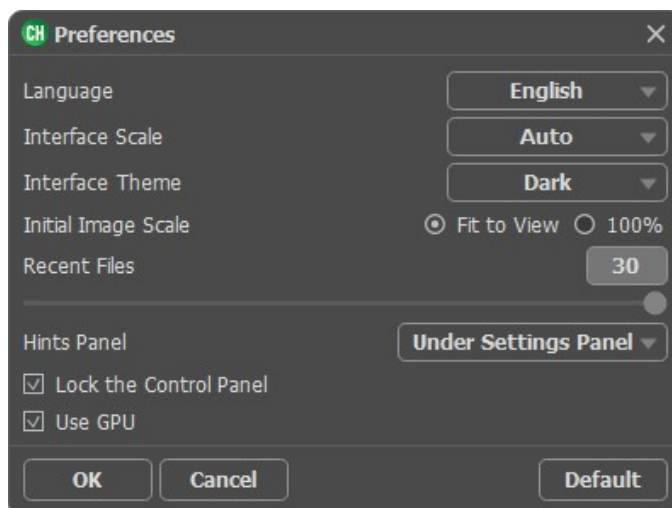 CH Preferences
Language English
Interface Scale Auto
Interface Theme Dark
Initial Image Scale Fit to View 100%
Recent Files 30
Hints Panel Under Settings Panel
Lock the Control Panel
Use GPU
OK Cancel Default